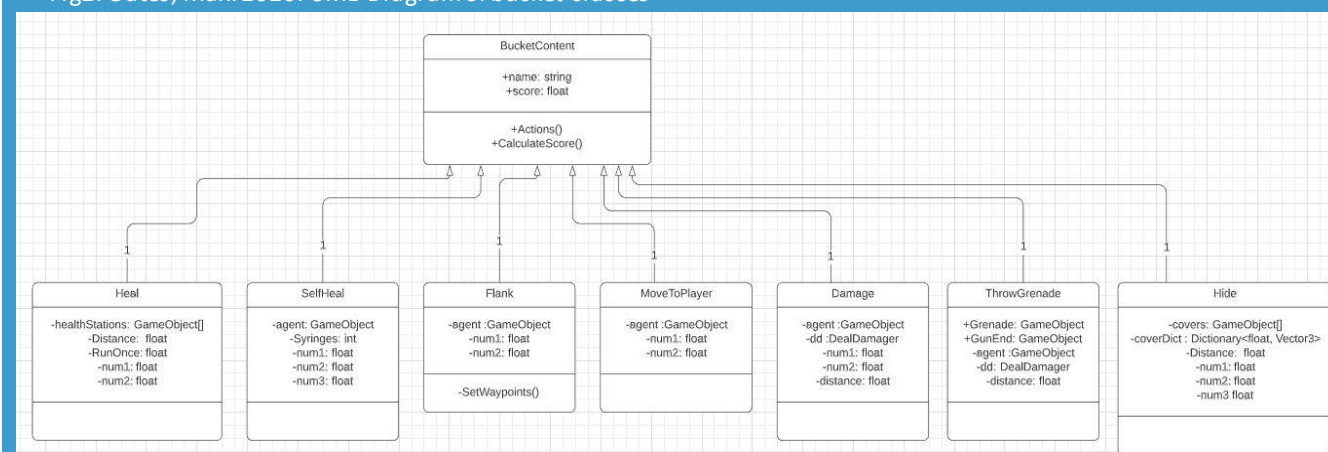 BucketContent
+name: string
+score: float
+Actions()
+CalculateScore()
1
1
1
1
1
1
1
Heal
-healthStations: GameObject[]
-Distance: float
-RunOnce: float
-num1: float
-num2: float
SelfHeal
-agent: GameObject
-Syringes: int
-num1: float
-num2: float
-num3: float
Flank
-agent :GameObject
-num1: float
-num2: float
-SetWaypoints()
MoveToPlayer
-agent :GameObject
-num1: float
-num2: float
Damage
-agent :GameObject
-dd :DealDamager
-num1: float
-num2: float
-distance: float
ThrowGrenade
+Grenade: GameObject
+GunEnd: GameObject
-agent :GameObject
-dd: DealDamager
-distance: float
Hide
-covers: GameObject[]
-coverDict : Dictionary<float, Vector3>
-Distance: float
-num1: float
-num2: float
-num3 float